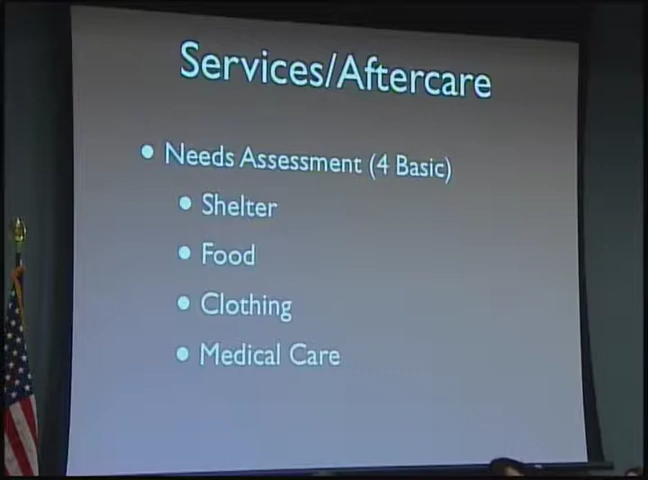 Services/Aftercare
Needs Assessment (4 Basic)
Shelter
Food
Clothing
Medical Care